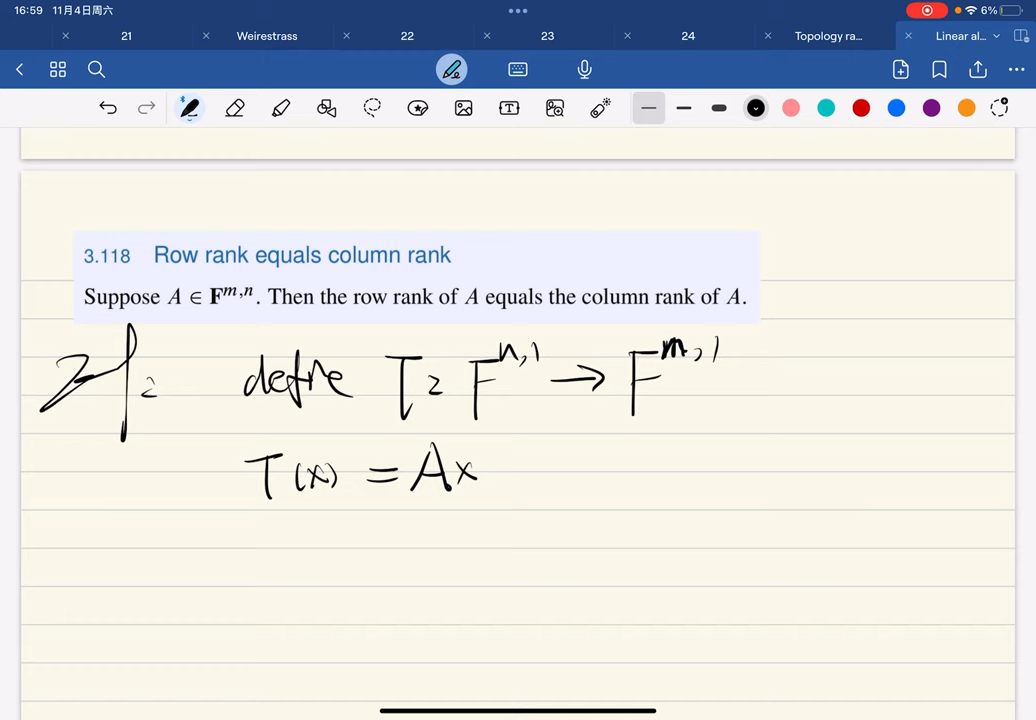 16:59 11月4日周六
6%
21
Weirestrass
22
23
24
Topology ra...
Linear al...
3.118 Row rank equals column rank
Suppose A ∈ F^{m,n}. Then the row rank of A equals the column rank of A.
Pf: define T: F^{n,1} → F^{m,1}
T(x) = Ax